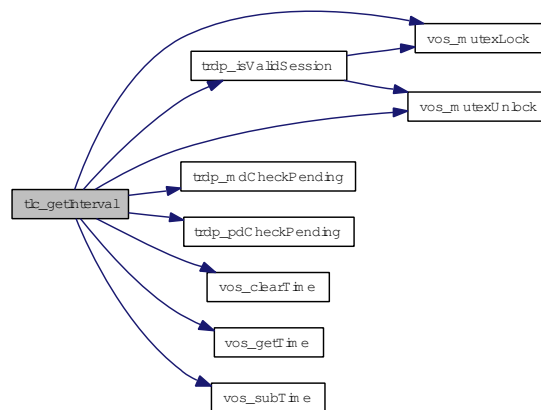 vos_mutexLock
trdp_isValidSession
vos_mutexUnlock
trdp_mdCheckPending
tlc_getInterval
trdp_pdCheckPending
vos_clearTime
vos_getTime
vos_subTime